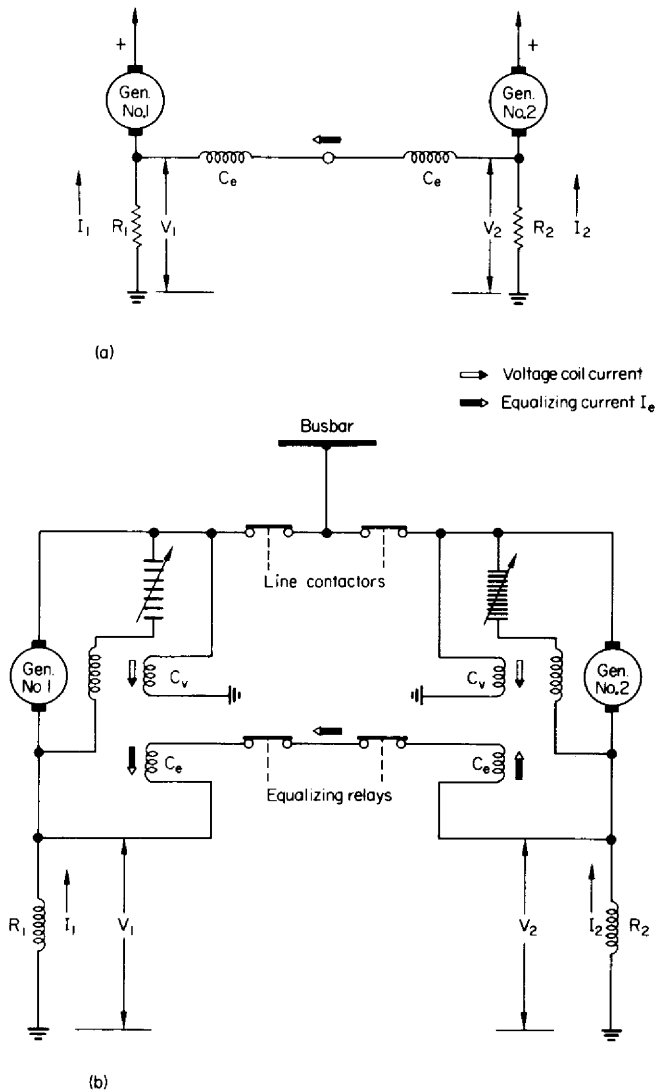 + +
Gen. No.1
Gen. No.2
Ce Ce
I1 R1 V1 V2 R2 I2
(a)
Voltage coil current
Equalizing current Ie
Busbar
Line contactors
Gen. No 1
Cv Cv
Gen. No.2
Ce Ce
Equalizing relays
R1 I1 V1 V2 I2 R2
(b)